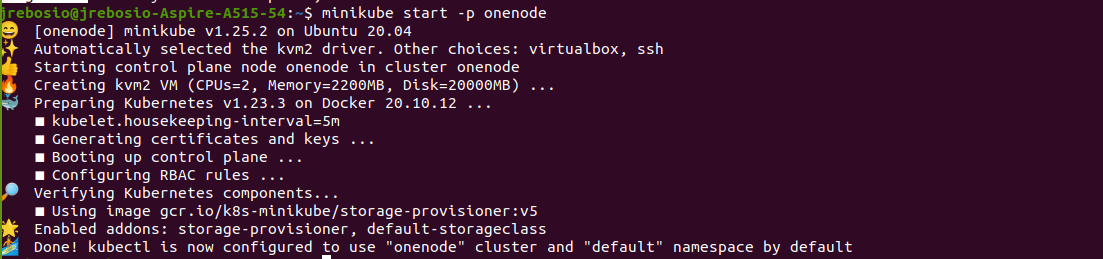 jrebosio@jrebosio-Aspire-A515-54:~$ minikube start -p onenode
😄 [onenode] minikube v1.25.2 on Ubuntu 20.04
✨ Automatically selected the kvm2 driver. Other choices: virtualbox, ssh
👍 Starting control plane node onenode in cluster onenode
🔥 Creating kvm2 VM (CPUs=2, Memory=2200MB, Disk=20000MB) ...
🐳 Preparing Kubernetes v1.23.3 on Docker 20.10.12 ...
▪ kubelet.housekeeping-interval=5m
▪ Generating certificates and keys ...
▪ Booting up control plane ...
▪ Configuring RBAC rules ...
🔎 Verifying Kubernetes components...
▪ Using image gcr.io/k8s-minikube/storage-provisioner:v5
🌟 Enabled addons: storage-provisioner, default-storageclass
🏄 Done! kubectl is now configured to use "onenode" cluster and "default" namespace by default